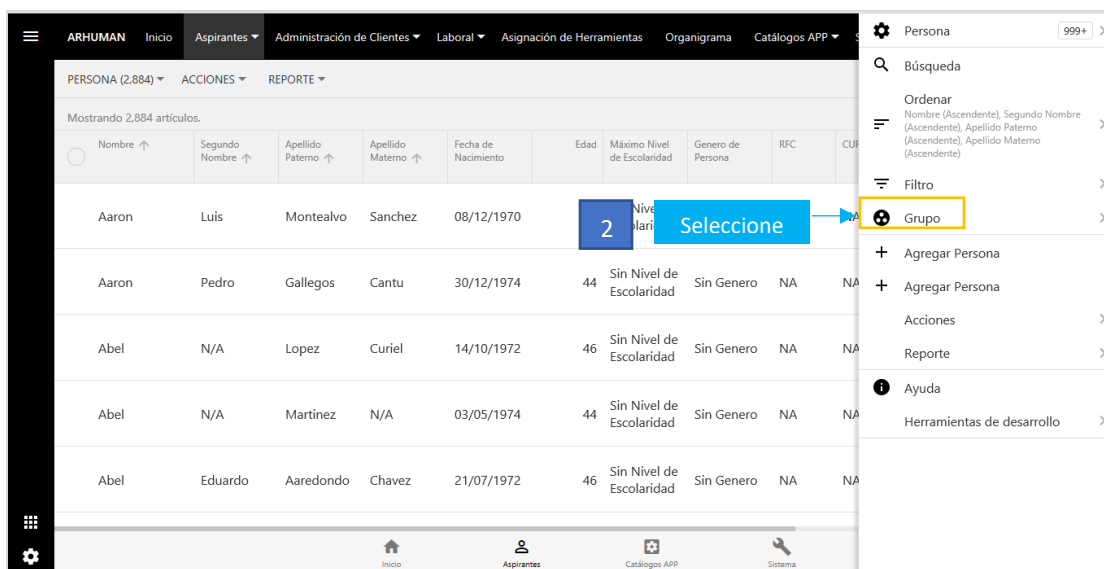 ARHUMAN Inicio Aspirantes Administración de Clientes Laboral Asignación de Herramientas Organigrama Catálogos APP
PERSONA (2,884) ACCIONES REPORTE
Mostrando 2,884 artículos.
Nombre Segundo Nombre Apellido Paterno Apellido Materno Fecha de Nacimiento Edad Máximo Nivel de Escolaridad Genero de Persona RFC
Aaron Luis Montealvo Sanchez 08/12/1970
2
Seleccione
Aaron Pedro Gallegos Cantu 30/12/1974 44 Sin Nivel de Escolaridad Sin Genero NA NA
Abel N/A Lopez Curiel 14/10/1972 46 Sin Nivel de Escolaridad Sin Genero NA NA
Abel N/A Martinez N/A 03/05/1974 44 Sin Nivel de Escolaridad Sin Genero NA NA
Abel Eduardo Aaredondo Chavez 21/07/1972 46 Sin Nivel de Escolaridad Sin Genero NA NA
Inicio Aspirantes Catálogos APP Sistema
Persona 999+
Búsqueda
Ordenar
Nombre (Ascendente), Segundo Nombre
(Ascendente), Apellido Paterno
(Ascendente), Apellido Materno
(Ascendente)
Filtro
Grupo
Agregar Persona
Agregar Persona
Acciones
Reporte
Ayuda
Herramientas de desarrollo